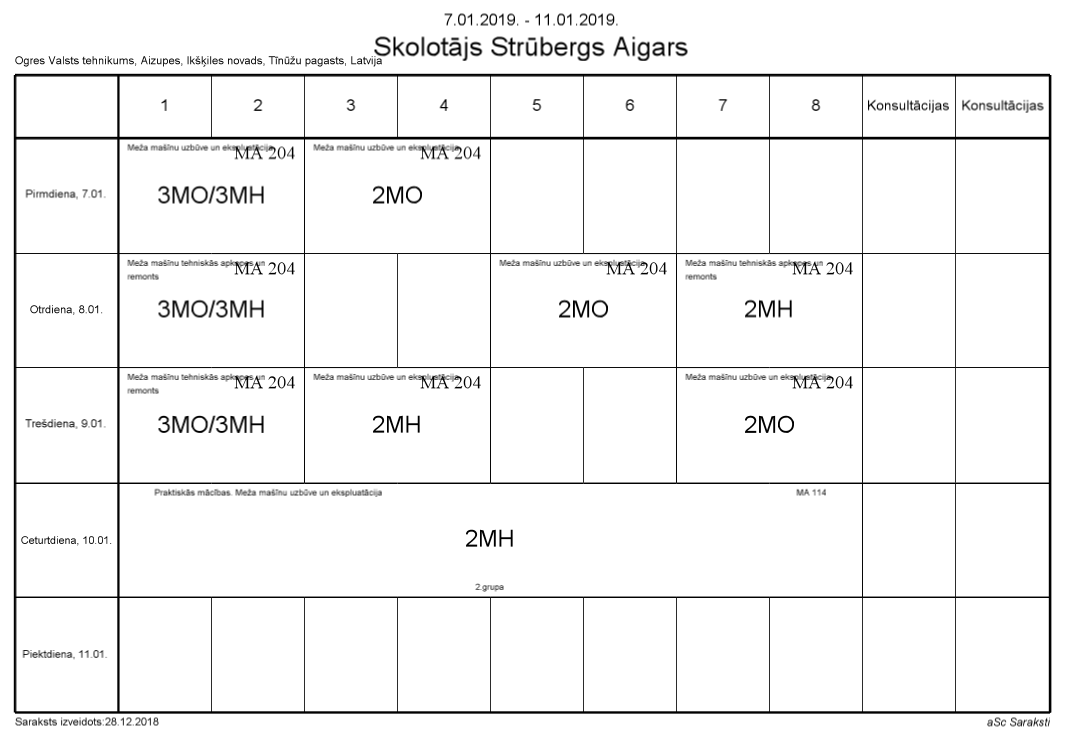 7.01.2019. - 11.01.2019.
Skolotājs Strūbergs Aigars
Ogres Valsts tehnikums, Aizupes, Ikšķiles novads, Tīnūžu pagasts, Latvija
1 2 3 4 5 6 7 8 Konsultācijas Konsultācijas
Pirmdiena, 7.01.
Meža mašīnu uzbūve un ekspluatācija MA 204
3MO/3MH
Meža mašīnu uzbūve un ekspluatācija MA 204
2MO
Otrdiena, 8.01.
Meža mašīnu tehniskās apkopes un MA 204
remonts
3MO/3MH
Meža mašīnu uzbūve un ekspluatācija MA 204
2MO
Meža mašīnu tehniskās apkopes un MA 204
remonts
2MH
Trešdiena, 9.01.
Meža mašīnu tehniskās apkopes un MA 204
remonts
3MO/3MH
Meža mašīnu uzbūve un ekspluatācija MA 204
2MH
Meža mašīnu uzbūve un ekspluatācija MA 204
2MO
Ceturtdiena, 10.01.
Praktiskās mācības. Meža mašīnu uzbūve un ekspluatācija MA 114
2MH
2.grupa
Piektdiena, 11.01.
Saraksts izveidots:28.12.2018 aSc Saraksti